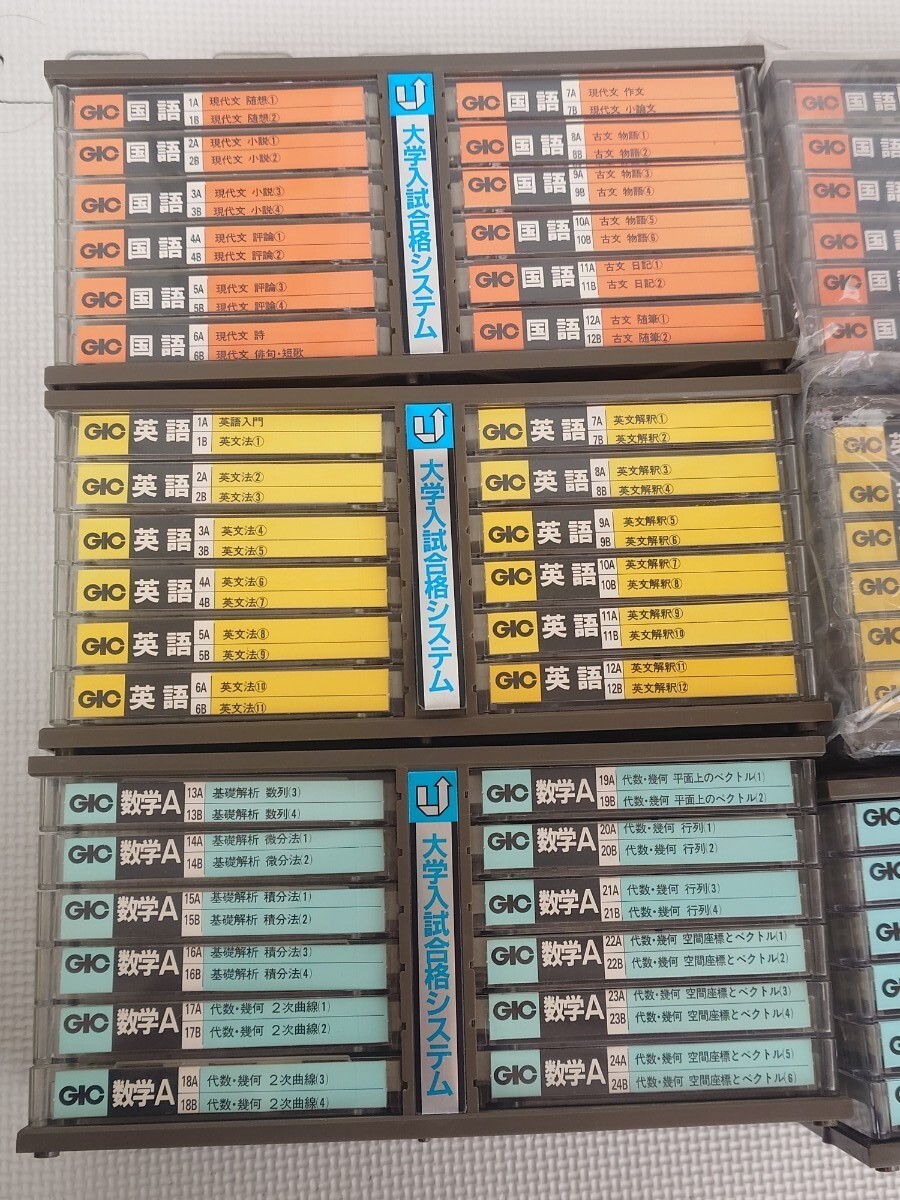 GIC 国語 1A 現代文 随想①
1B 現代文 随想②
GIC 国語 2A 現代文 小説①
2B 現代文 小説②
GIC 国語 3A 現代文 小説③
3B 現代文 小説④
GIC 国語 4A 現代文 評論①
4B 現代文 評論②
GIC 国語 5A 現代文 評論③
5B 現代文 評論④
GIC 国語 6A 現代文 詩
6B 現代文 俳句・短歌
大学入試合格システム
GIC 国語 7A 現代文 作文
7B 現代文 小論文
GIC 国語 8A 古文 物語①
8B 古文 物語②
GIC 国語 9A 古文 物語③
9B 古文 物語④
GIC 国語 10A 古文 物語⑤
10B 古文 物語⑥
GIC 国語 11A 古文 日記①
11B 古文 日記②
GIC 国語 12A 古文 随筆①
12B 古文 随筆②
GIC 国語
GIC 国語
GIC 国語
GIC 国語
GIC 国語
GIC 国語
GIC 英語 1A 英語入門
1B 英文法①
GIC 英語 2A 英文法②
2B 英文法③
GIC 英語 3A 英文法④
3B 英文法⑤
GIC 英語 4A 英文法⑥
4B 英文法⑦
GIC 英語 5A 英文法⑧
5B 英文法⑨
GIC 英語 6A 英文法⑩
6B 英文法⑪
大学入試合格システム
GIC 英語 7A 英文解釈①
7B 英文解釈②
GIC 英語 8A 英文解釈③
8B 英文解釈④
GIC 英語 9A 英文解釈⑤
9B 英文解釈⑥
GIC 英語 10A 英文解釈⑦
10B 英文解釈⑧
GIC 英語 11A 英文解釈⑨
11B 英文解釈⑩
GIC 英語 12A 英文解釈⑪
12B 英文解釈⑫
GIC
GIC
GIC
GIC
GIC
GIC 数学A 13A 基礎解析 数列(3)
13B 基礎解析 数列(4)
GIC 数学A 14A 基礎解析 微分法(1)
14B 基礎解析 微分法(2)
GIC 数学A 15A 基礎解析 積分法(1)
15B 基礎解析 積分法(2)
GIC 数学A 16A 基礎解析 積分法(3)
16B 基礎解析 積分法(4)
GIC 数学A 17A 代数・幾何 2次曲線(1)
17B 代数・幾何 2次曲線(2)
GIC 数学A 18A 代数・幾何 2次曲線(3)
18B 代数・幾何 2次曲線(4)
大学入試合格システム
GIC 数学A 19A 代数・幾何 平面上のベクトル(1)
19B 代数・幾何 平面上のベクトル(2)
GIC 数学A 20A 代数・幾何 行列(1)
20B 代数・幾何 行列(2)
GIC 数学A 21A 代数・幾何 行列(3)
21B 代数・幾何 行列(4)
GIC 数学A 22A 代数・幾何 空間座標とベクトル(1)
22B 代数・幾何 空間座標とベクトル(2)
GIC 数学A 23A 代数・幾何 空間座標とベクトル(3)
23B 代数・幾何 空間座標とベクトル(4)
GIC 数学A 24A 代数・幾何 空間座標とベクトル(5)
24B 代数・幾何 空間座標とベクトル(6)
GIC